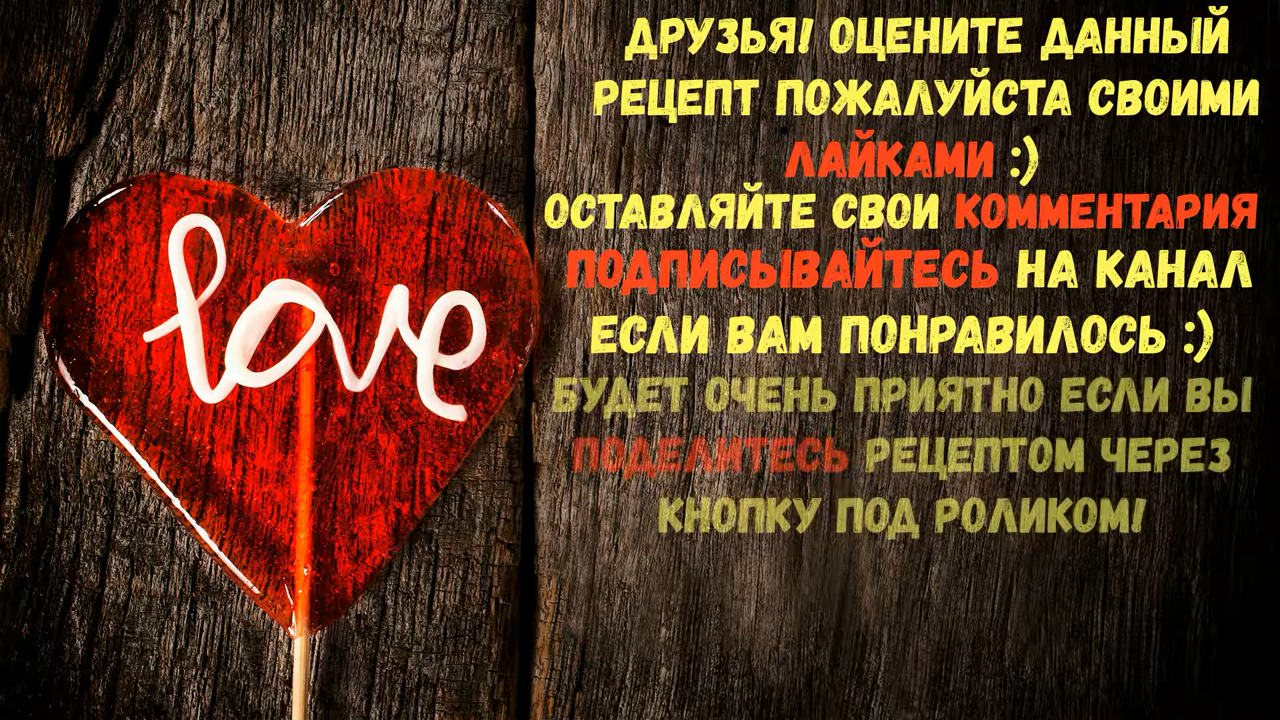 love
ДРУЗЬЯ! ОЦЕНИТЕ ДАННЫЙ
РЕЦЕПТ ПОЖАЛУЙСТА СВОИМИ
ЛАЙКАМИ :)
ОСТАВЛЯЙТЕ СВОИ КОММЕНТАРИЯ
ПОДПИСЫВАЙТЕСЬ НА КАНАЛ
ЕСЛИ ВАМ ПОНРАВИЛОСЬ :)
БУДЕТ ОЧЕНЬ ПРИЯТНО ЕСЛИ ВЫ
ПОДЕЛИТЕСЬ РЕЦЕПТОМ ЧЕРЕЗ
КНОПКУ ПОД РОЛИКОМ!